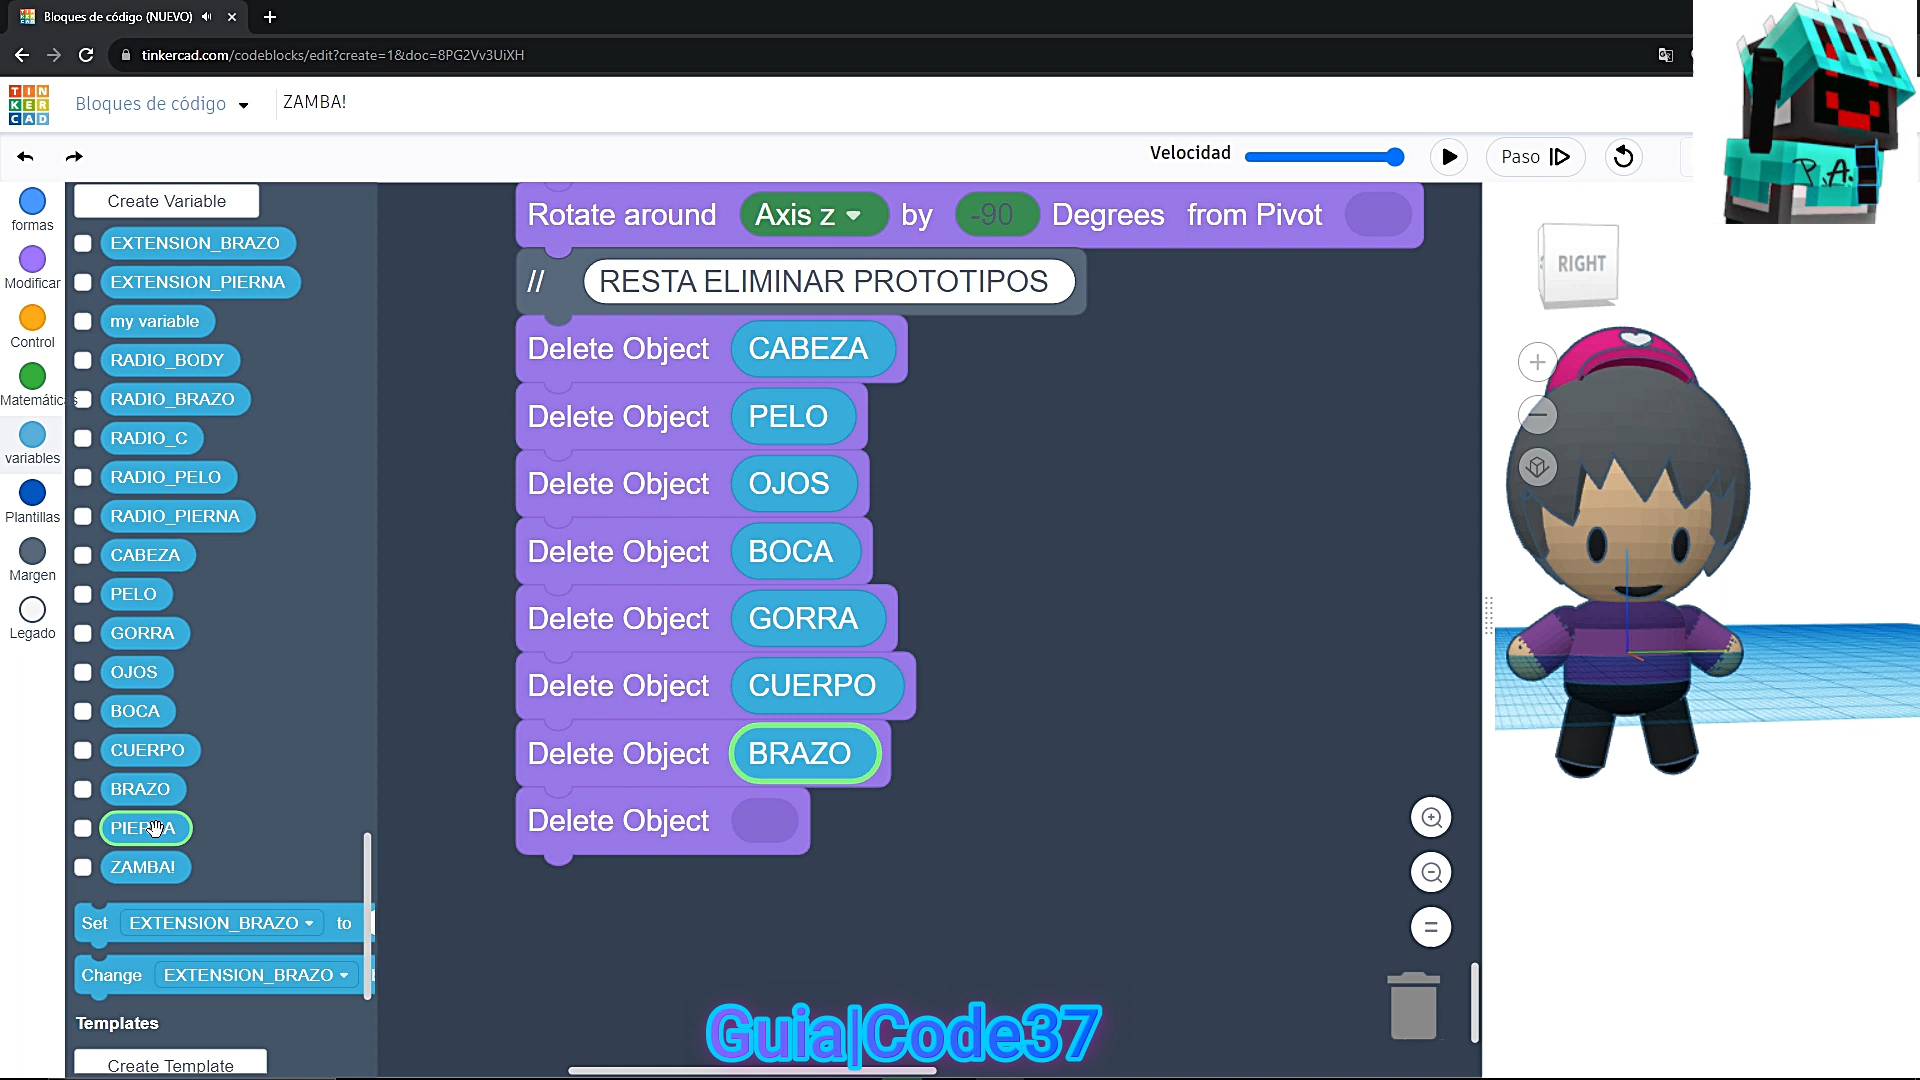 Bloques de código (NUEVO)
tinkercad.com/codeblocks/edit?create=1&doc=8PG2Vv3UiXH
TIN
KER
CAD
Bloques de código
ZAMBA!
P.A.
Velocidad
Paso
formas
Modificar
Control
Matemátic
variables
Plantillas
Margen
Legado
Create Variable
EXTENSION_BRAZO
EXTENSION_PIERNA
my variable
RADIO_BODY
RADIO_BRAZO
RADIO_C
RADIO_PELO
RADIO_PIERNA
CABEZA
PELO
GORRA
OJOS
BOCA
CUERPO
BRAZO
ZAMBA!
Set EXTENSION_BRAZO to
Change EXTENSION_BRAZO
Templates
Create Template
Rotate around Axis z by -90 Degrees from Pivot
// RESTA ELIMINAR PROTOTIPOS
Delete Object CABEZA
Delete Object PELO
Delete Object OJOS
Delete Object BOCA
Delete Object GORRA
Delete Object CUERPO
Delete Object BRAZO
Delete Object
RIGHT
Guia|Code37